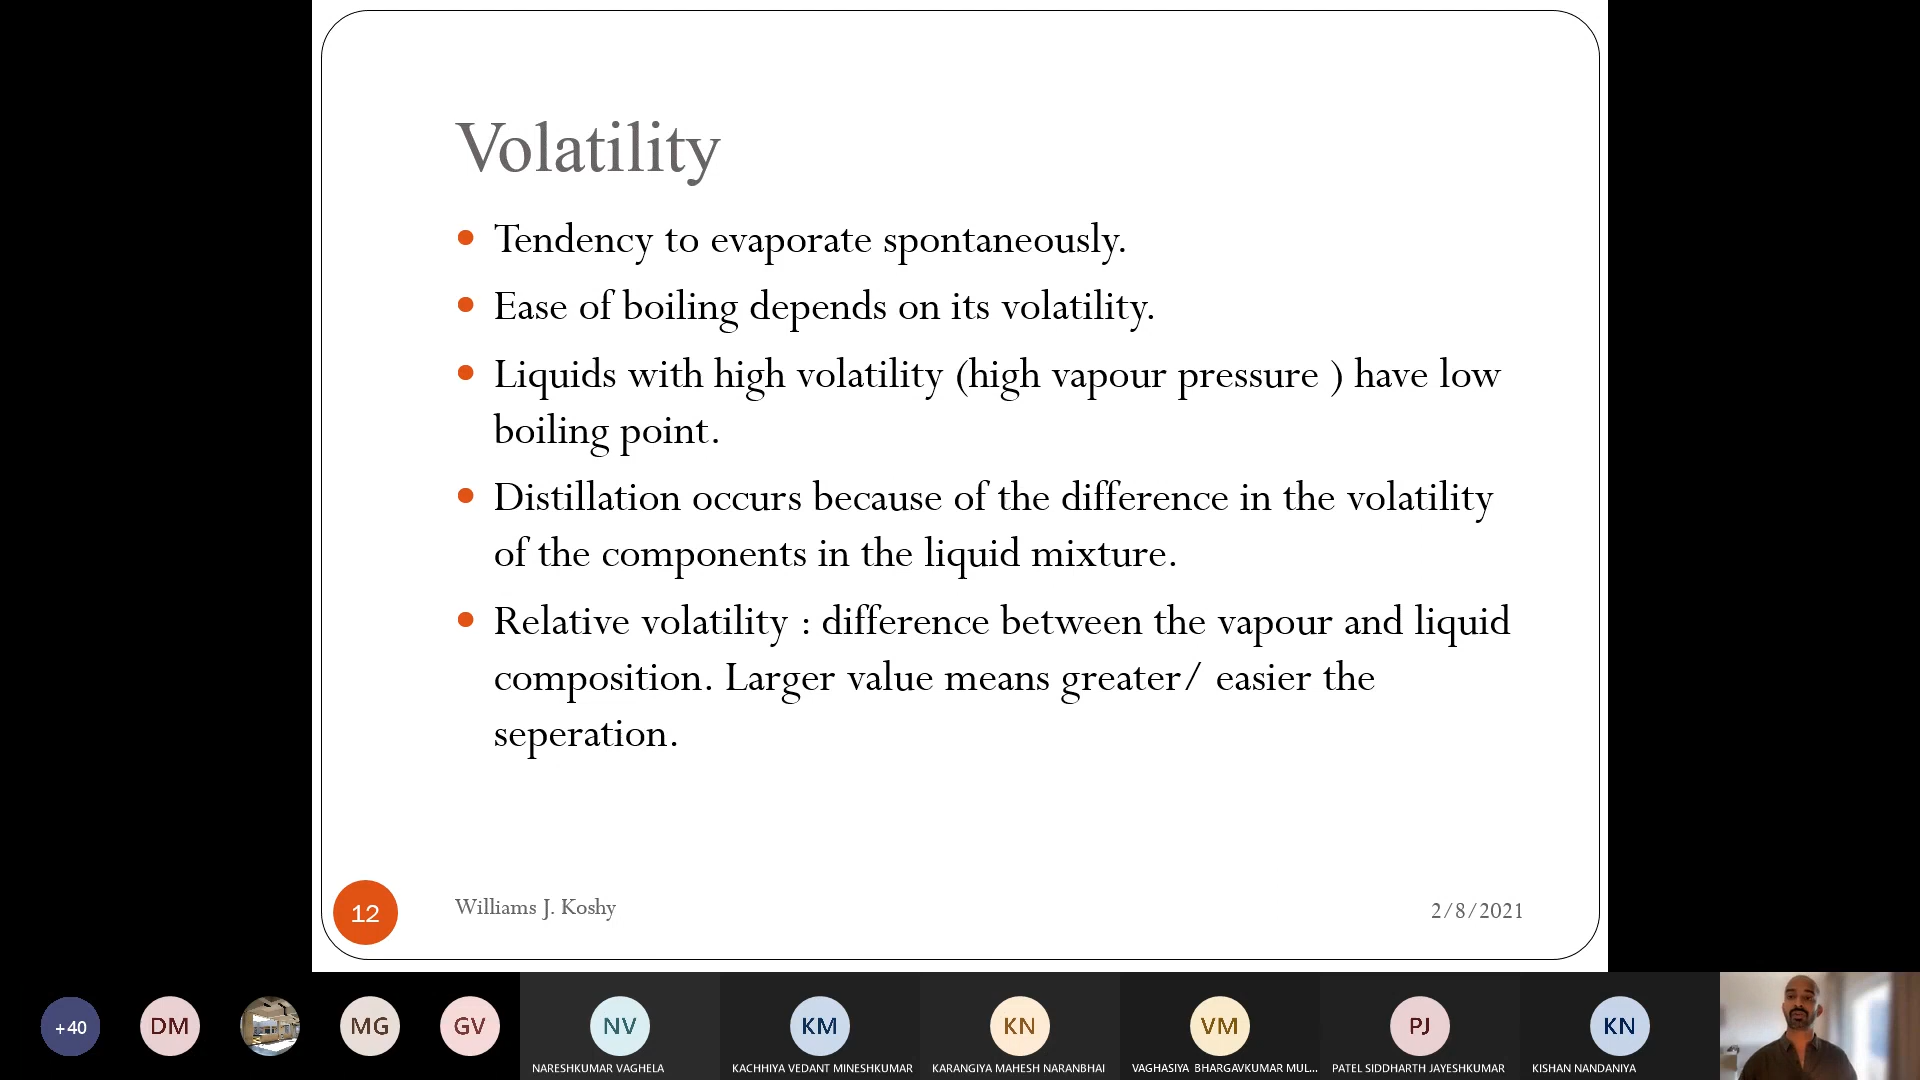 Volatility
Tendency to evaporate spontaneously.
Ease of boiling depends on its volatility.
Liquids with high volatility (high vapour pressure ) have low
boiling point.
Distillation occurs because of the difference in the volatility
of the components in the liquid mixture.
Relative volatility : difference between the vapour and liquid
composition. Larger value means greater/ easier the
seperation.
12
Williams J. Koshy
2/8/2021
+40
DM
MG
GV
NV
KM
KN
VM
PJ
KN
NARESHKUMAR VAGHELA
KACHHIYA VEDANT MINESHKUMAR
KARANGIYA MAHESH NARANBHAI
VAGHASIYA BHARGAVKUMAR MUL...
PATEL SIDDHARTH JAYESHKUMAR
KISHAN NANDANIYA